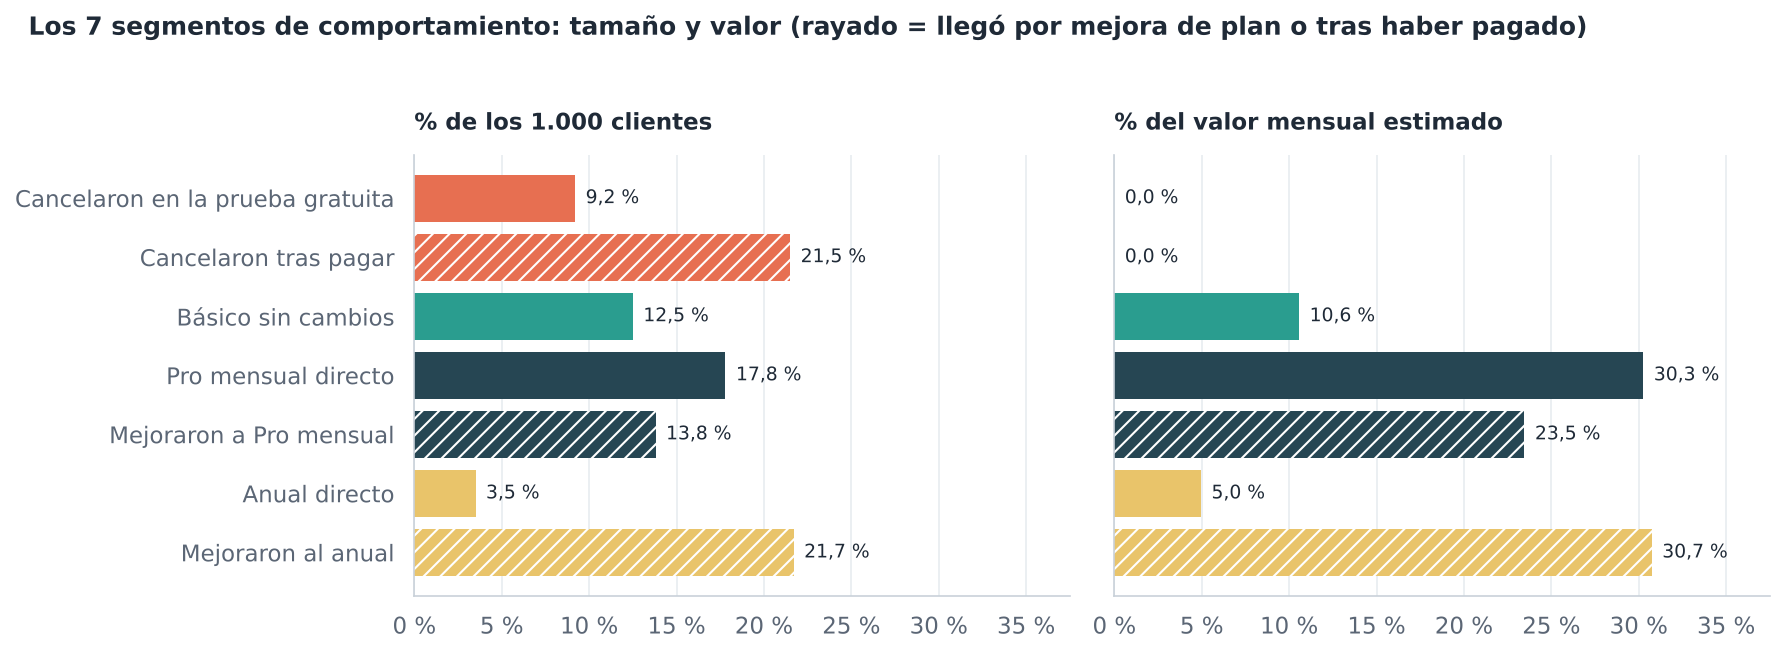 Los 7 segmentos de comportamiento: tamaño y valor (rayado = llegó por mejora de plan o tras haber pagado)
% de los 1.000 clientes
Cancelaron en la prueba gratuita 9,2 %
Cancelaron tras pagar 21,5 %
Básico sin cambios 12,5 %
Pro mensual directo 17,8 %
Mejoraron a Pro mensual 13,8 %
Anual directo 3,5 %
Mejoraron al anual 21,7 %
0 % 5 % 10 % 15 % 20 % 25 % 30 % 35 %
% del valor mensual estimado
0,0 %
0,0 %
10,6 %
30,3 %
23,5 %
5,0 %
30,7 %
0 % 5 % 10 % 15 % 20 % 25 % 30 % 35 %